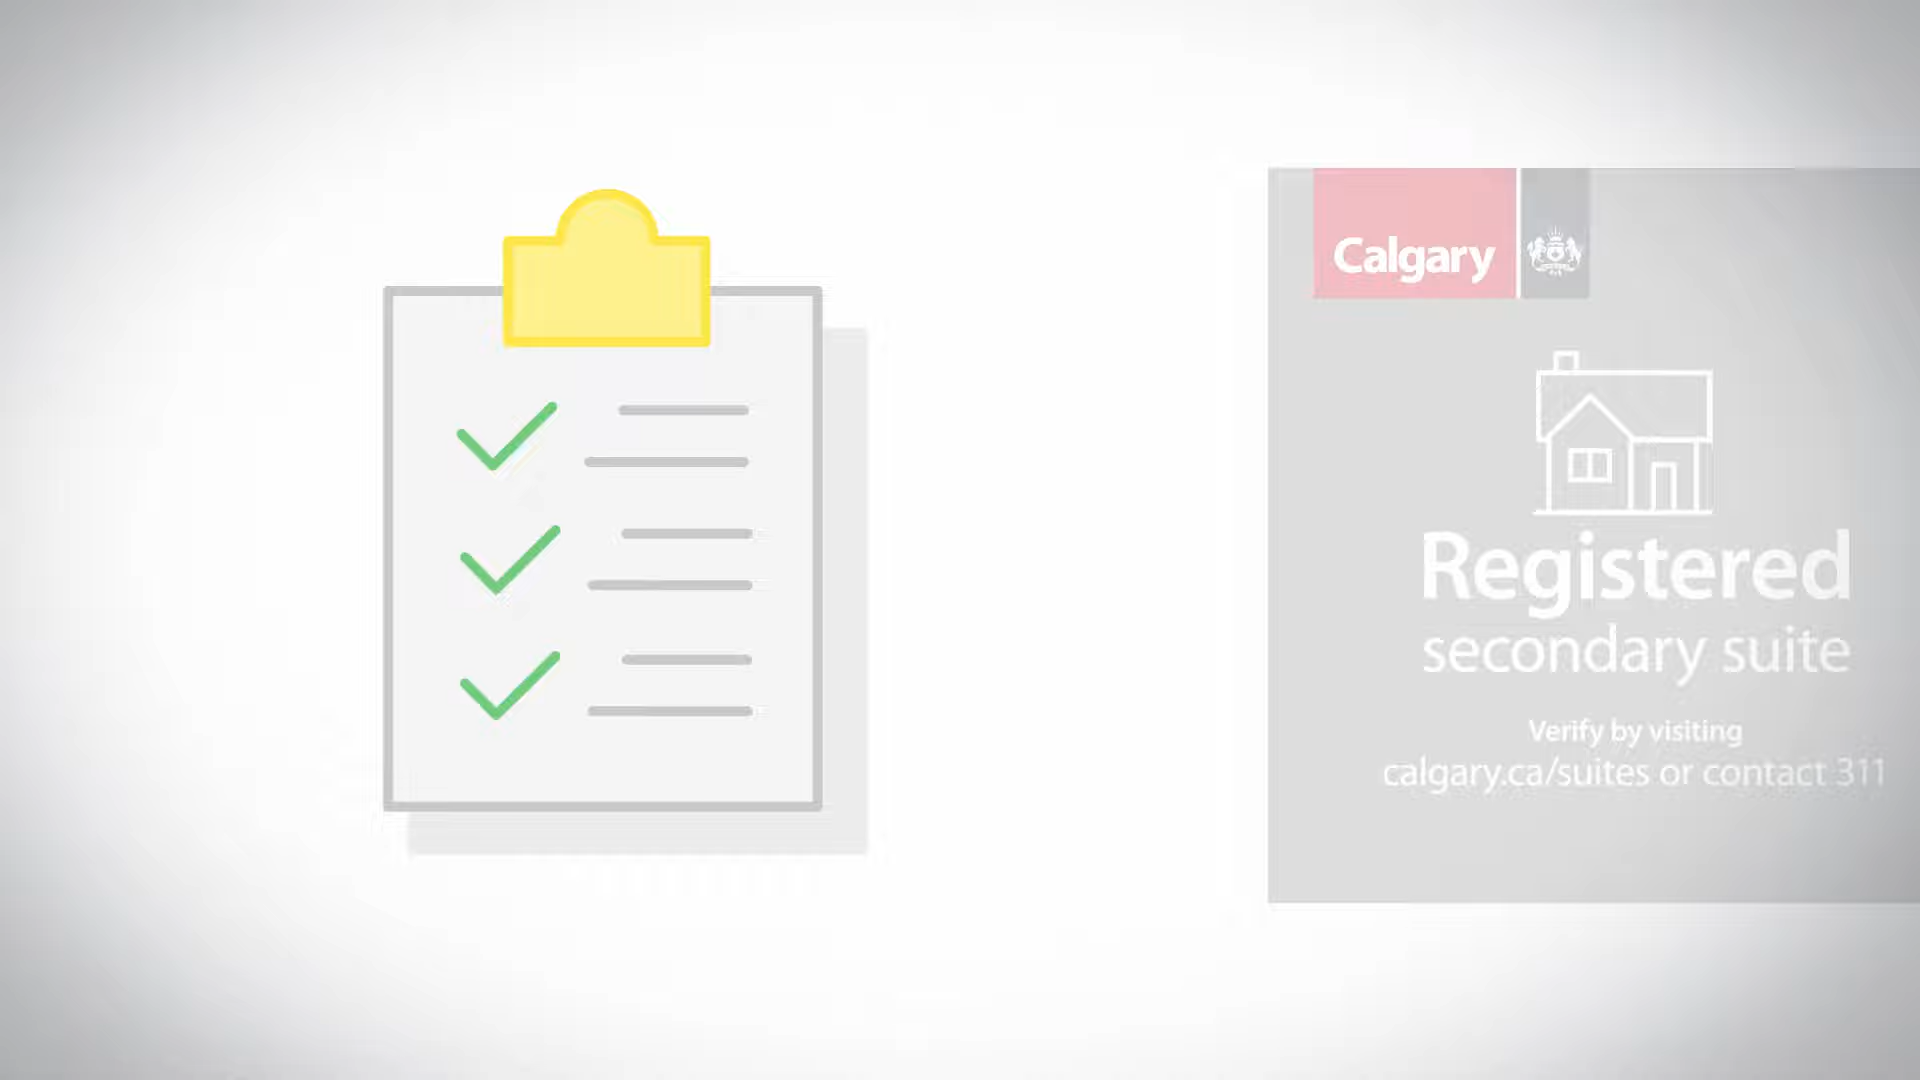 Calgary
Registered
secondary suite
Verify by visiting
calgary.ca/suites or contact 311